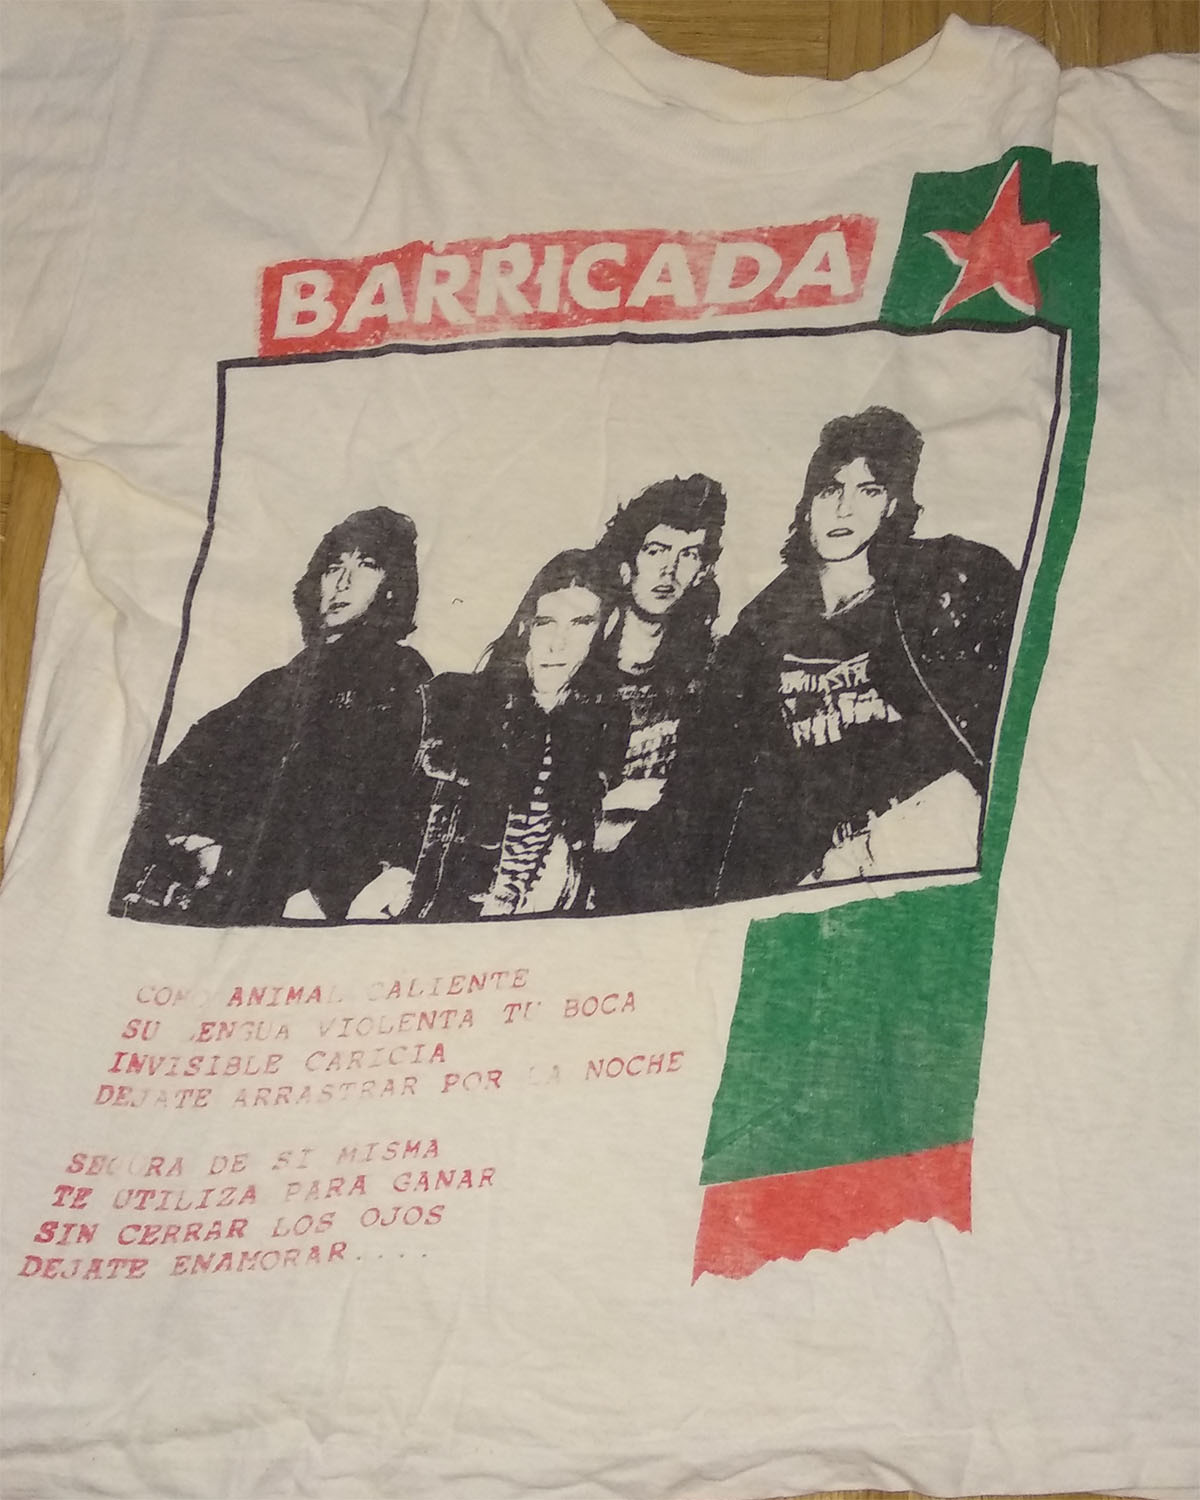 BARRICADA
COMO ANIMAL CALIENTE
SU LENGUA VIOLENTA TU BOCA
INVISIBLE CARICIA
DEJATE ARRASTRAR POR LA NOCHE
SEGURA DE SI MISMA
TE UTILIZA PARA GANAR
SIN CERRAR LOS OJOS
DEJATE ENAMORAR....